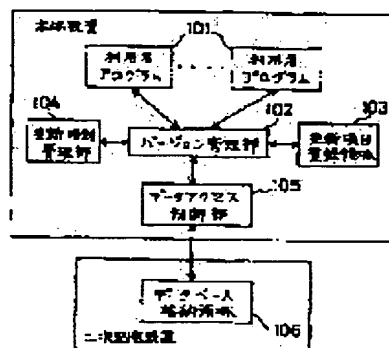 本体装置
101
利用者
プログラム
利用者
プログラム
104
102
103
更新時刻
管理部
バージョン管理部
更新項目
登録領域
105
データアクセス
制御部
データベース
格納領域
106
二次記憶装置